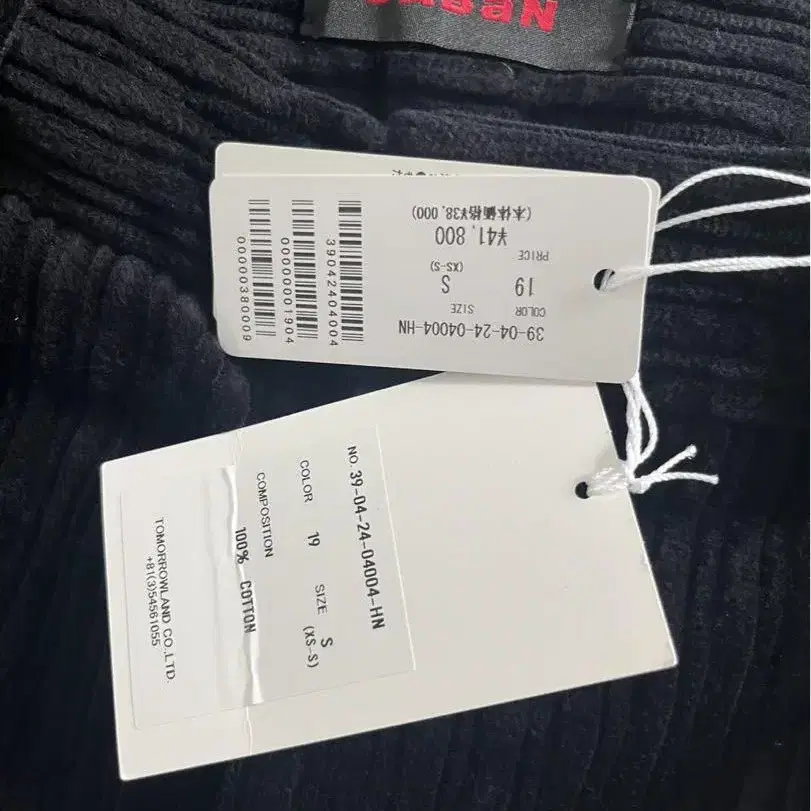 39-04-24-04004-HN
COLOR SIZE
19 S
(XS-S)
PRICE
¥41,800
(本体価格¥38,000)
39042404004
00000001904
00000380009
NO. 39-04-24-04004-HN
COLOR 19 SIZE S
(XS-S)
COMPOSITION
100% COTTON
TOMORROWLAND CO.,LTD.
+81(3)54561055